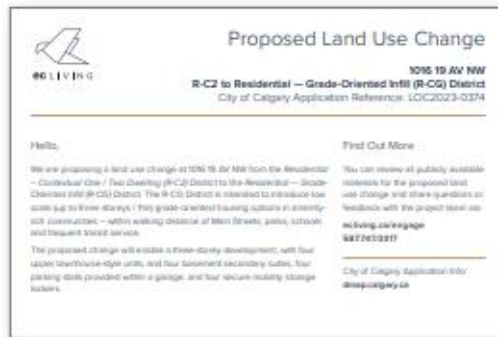 Proposed Land Use Change
1016 19 AV NW
R-C2 to Residential — Grade-Oriented Infill (R-CG) District
City of Calgary Application Reference: LOC2023-0374
EC LIVING
Hello,
We are proposing a land use change at 1016 19 AV NW from the Residential
– Contextual One / Two Dwelling (R-C2) District to the Residential — Grade-
Oriented Infill (R-CG) District. The R-CG District is intended to introduce low
scale (up to three storeys) grade-oriented housing options in amenity-
rich communities – within walking distance of Main Streets, parks, schools
and frequent transit service.
The proposed change will enable a three-storey development, with four
upper townhouse-style units, and four basement secondary suites, four
parking stalls provided within a garage, and four secure mobility storage
lockers.
Find Out More
You can review all publicly available
materials for the proposed land
use change and share questions or
feedback with the project team via:
ecliving.ca/engage
587.747.0317
City of Calgary Application Info:
dmap.calgary.ca